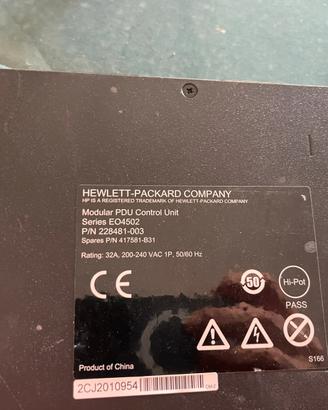 HEWLETT-PACKARD COMPANY
HP IS A REGISTERED TRADEMARK OF HEWLETT-PACKARD COMPANY
Modular PDU Control Unit
Series EO4502
P/N 228481-003
Spares P/N 417581-B31
Rating: 32A, 200-240 VAC 1P, 50/60 Hz
CE
50
Hi-Pot
PASS
S166
Product of China
2CJ2010954